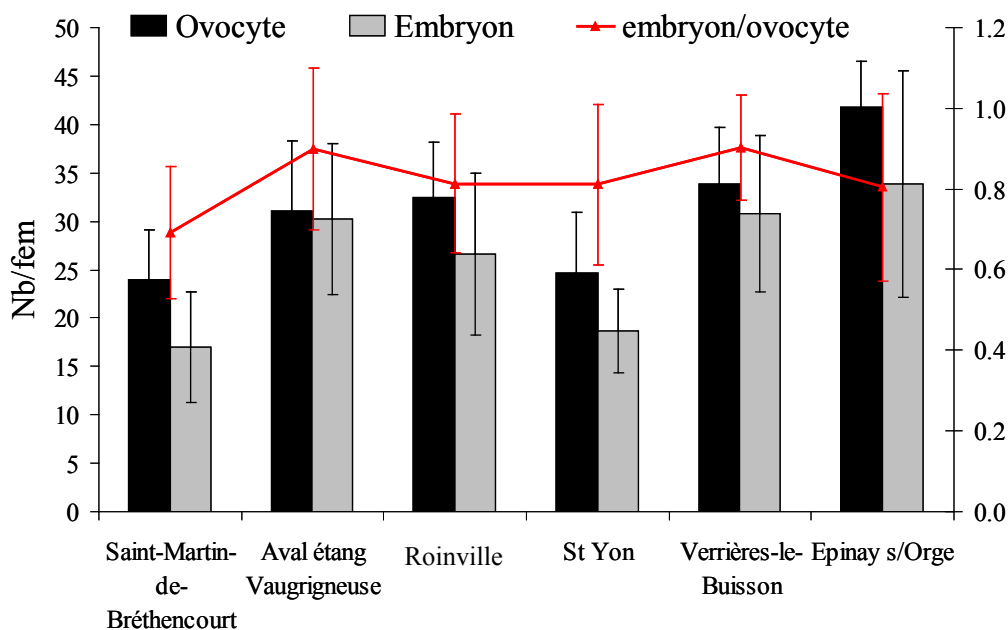 Ovocyte Embryon embryon/ovocyte
Nb/fem
50
45
40
35
30
25
20
15
10
5
0
1.2
1.0
0.8
0.6
0.4
0.2
0.0
Saint-Martin-
de-
Bréthencourt
Aval étang
Vaugrigneuse
Roinville
St Yon
Verrières-le-
Buisson
Epinay s/Orge